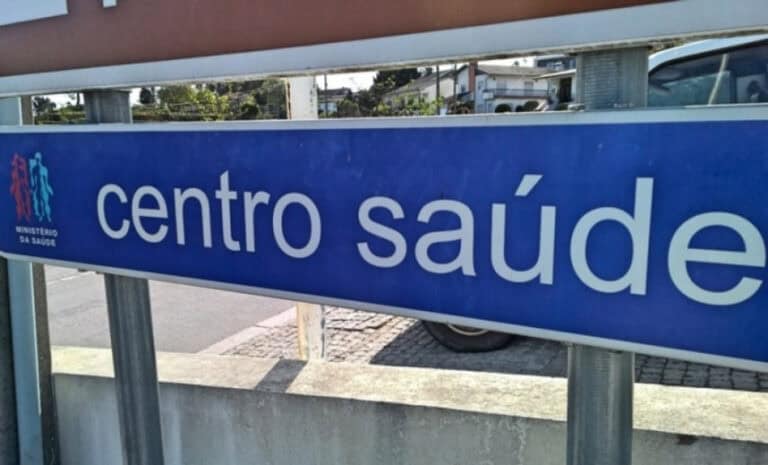 MINISTÉRIO
DA SAÚDE
centro saúde